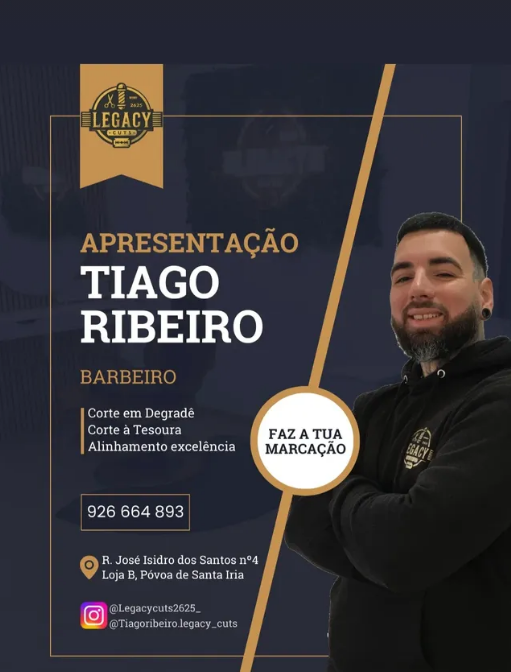 2625
LEGACY
CUTS
APRESENTAÇÃO
TIAGO
RIBEIRO
BARBEIRO
Corte em Degradê
Corte à Tesoura
Alinhamento excelência
FAZ A TUA
MARCAÇÃO
926 664 893
R. José Isidro dos Santos nº4
Loja B, Póvoa de Santa Iria
@Legacycuts2625_
@Tiagoribeiro.legacy_cuts
LEGACY